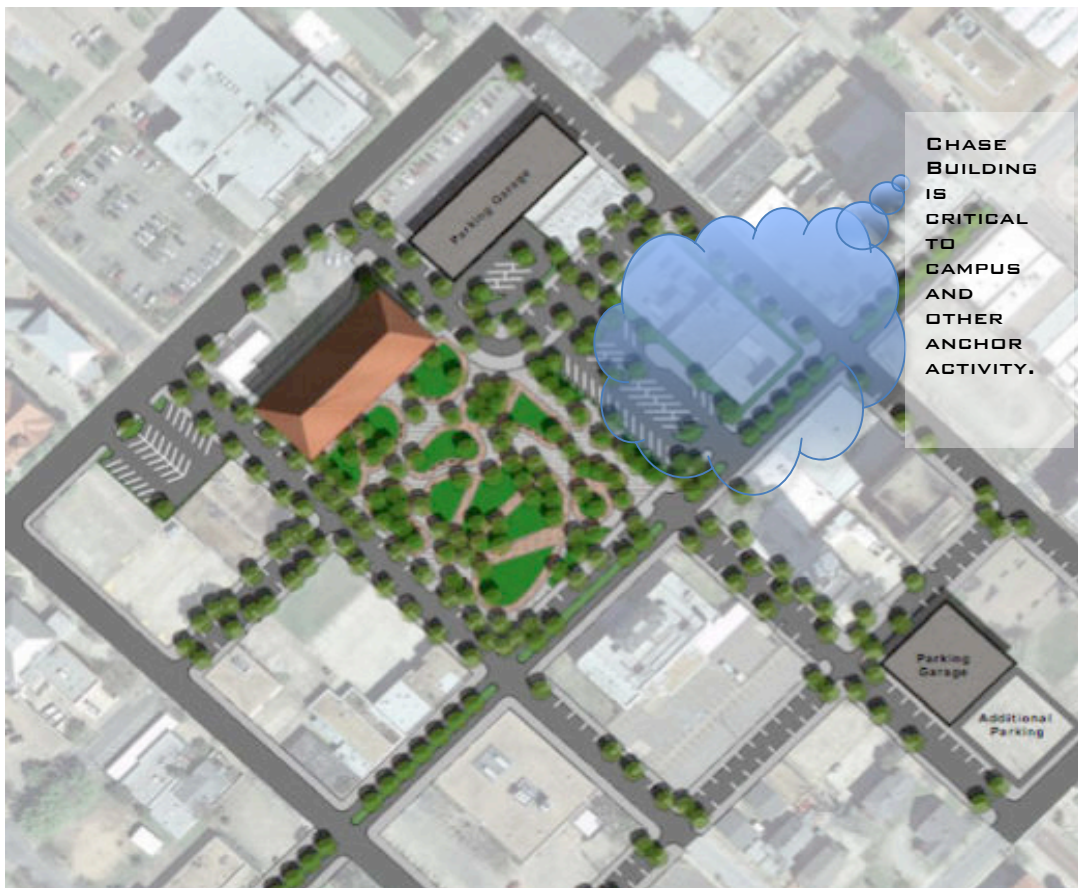 Parking Garage
CHASE
BUILDING
IS
CRITICAL
TO
CAMPUS
AND
OTHER
ANCHOR
ACTIVITY.
Parking
Garage
Additional
Parking